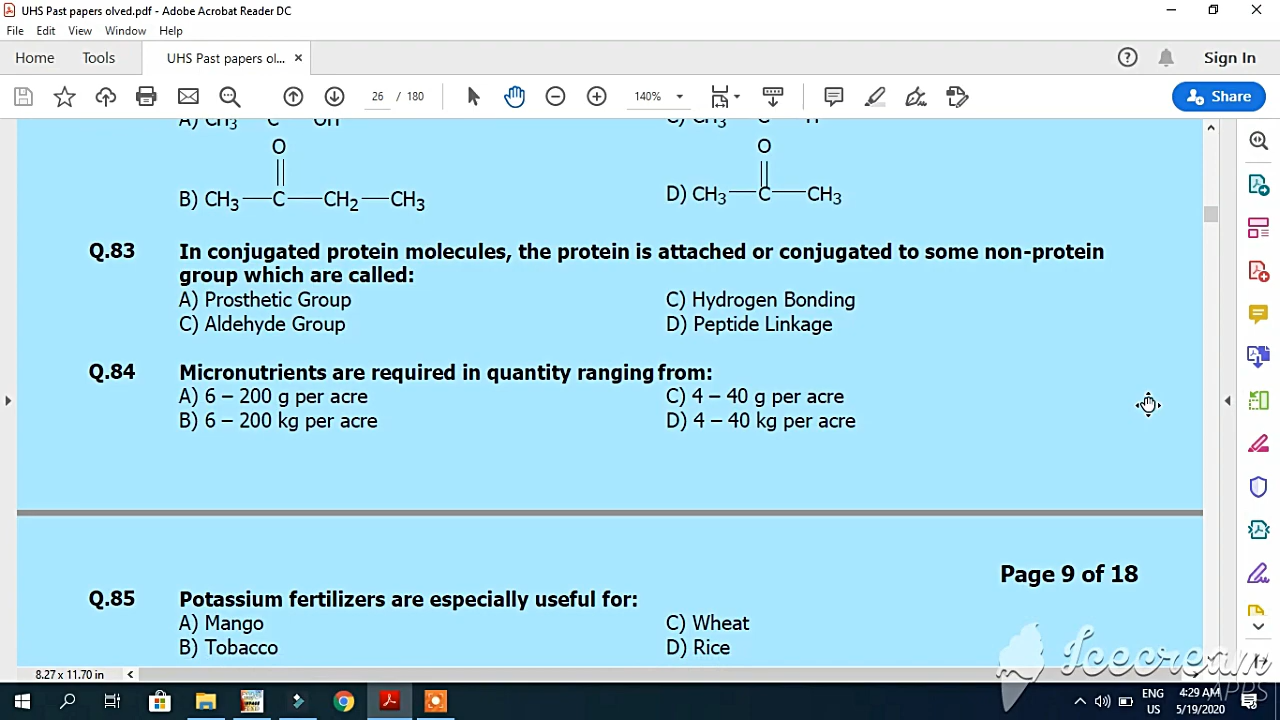 UHS Past papers olved.pdf - Adobe Acrobat Reader DC
File Edit View Window Help
Home Tools UHS Past papers ol... Sign In
26 / 180 140% Share
A) CH3 C OH C) CH3 C H
O O
B) CH3—C—CH2—CH3 D) CH3—C—CH3
Q.83 In conjugated protein molecules, the protein is attached or conjugated to some non-protein
group which are called:
A) Prosthetic Group C) Hydrogen Bonding
C) Aldehyde Group D) Peptide Linkage
Q.84 Micronutrients are required in quantity ranging from:
A) 6 – 200 g per acre C) 4 – 40 g per acre
B) 6 – 200 kg per acre D) 4 – 40 kg per acre
Page 9 of 18
Q.85 Potassium fertilizers are especially useful for:
A) Mango C) Wheat
B) Tobacco D) Rice
Icecream
APPS
8.27 x 11.70 in
ENG 4:29 AM
US 5/19/2020